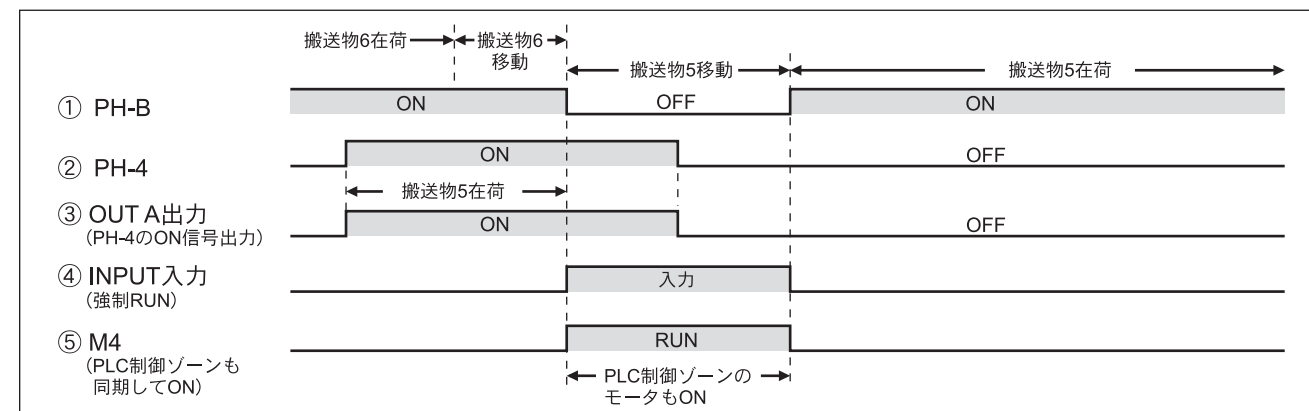 搬送物6在荷
搬送物6
移動
搬送物5移動
搬送物5在荷
① PH-B
ON
OFF
ON
② PH-4
ON
OFF
搬送物5在荷
③ OUT A出力
(PH-4のON信号出力)
ON
OFF
④ INPUT入力
(強制RUN)
入力
⑤ M4
(PLC制御ゾーンも
同期してON)
RUN
PLC制御ゾーンの
モータもON